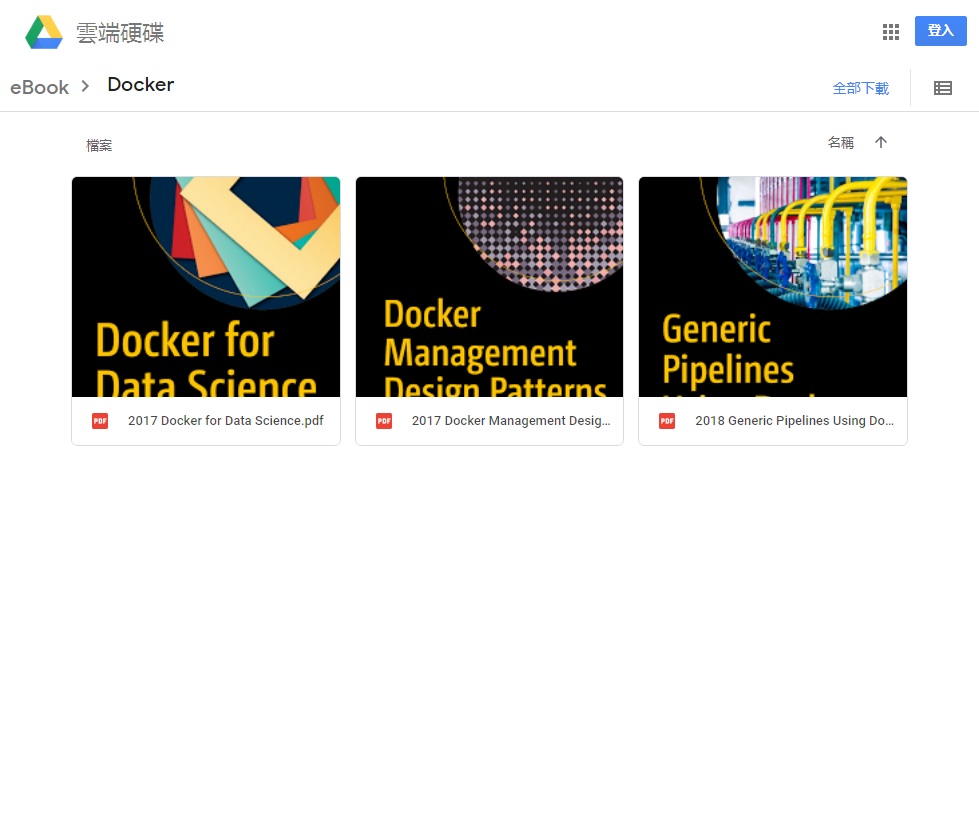 雲端硬碟
登入
eBook
Docker
全部下載
檔案
名稱
Docker for
Data Science
Docker
Management
Design Patterns
Generic
Pipelines
PDF
2017 Docker for Data Science.pdf
PDF
2017 Docker Management Desig...
PDF
2018 Generic Pipelines Using Do...